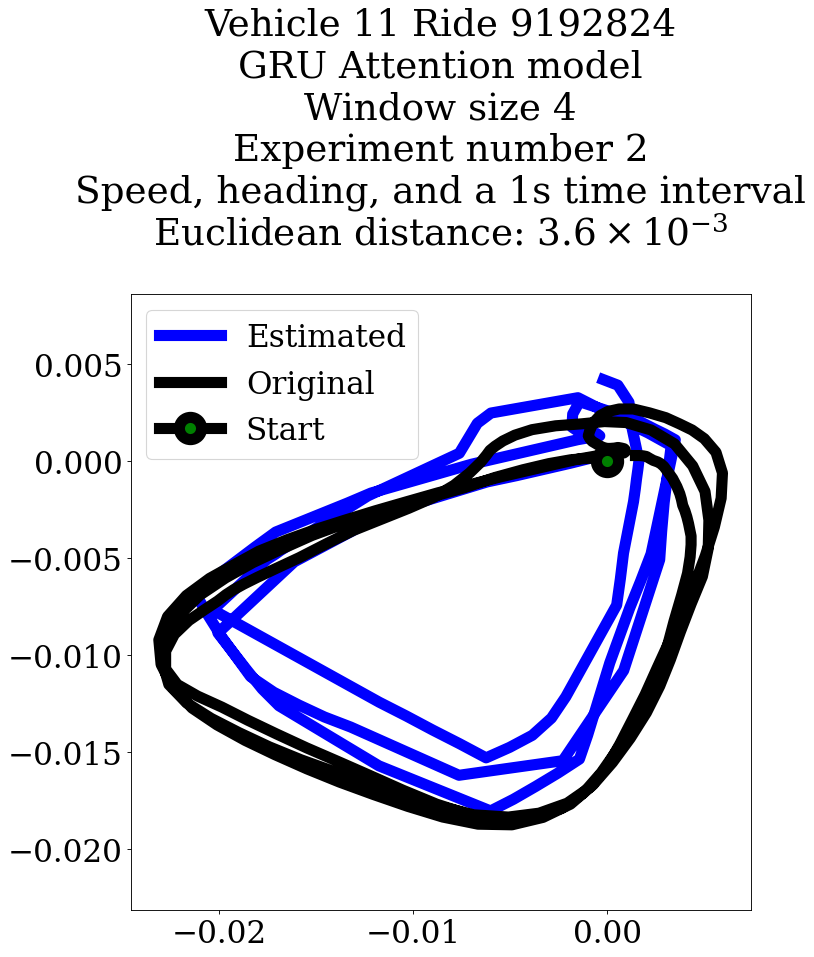 Vehicle 11 Ride 9192824
GRU Attention model
Window size 4
Experiment number 2
Speed, heading, and a 1s time interval
Euclidean distance: 3.6 × 10⁻³
Estimated
Original
Start
0.005
0.000
−0.005
−0.010
−0.015
−0.020
−0.02
−0.01
0.00